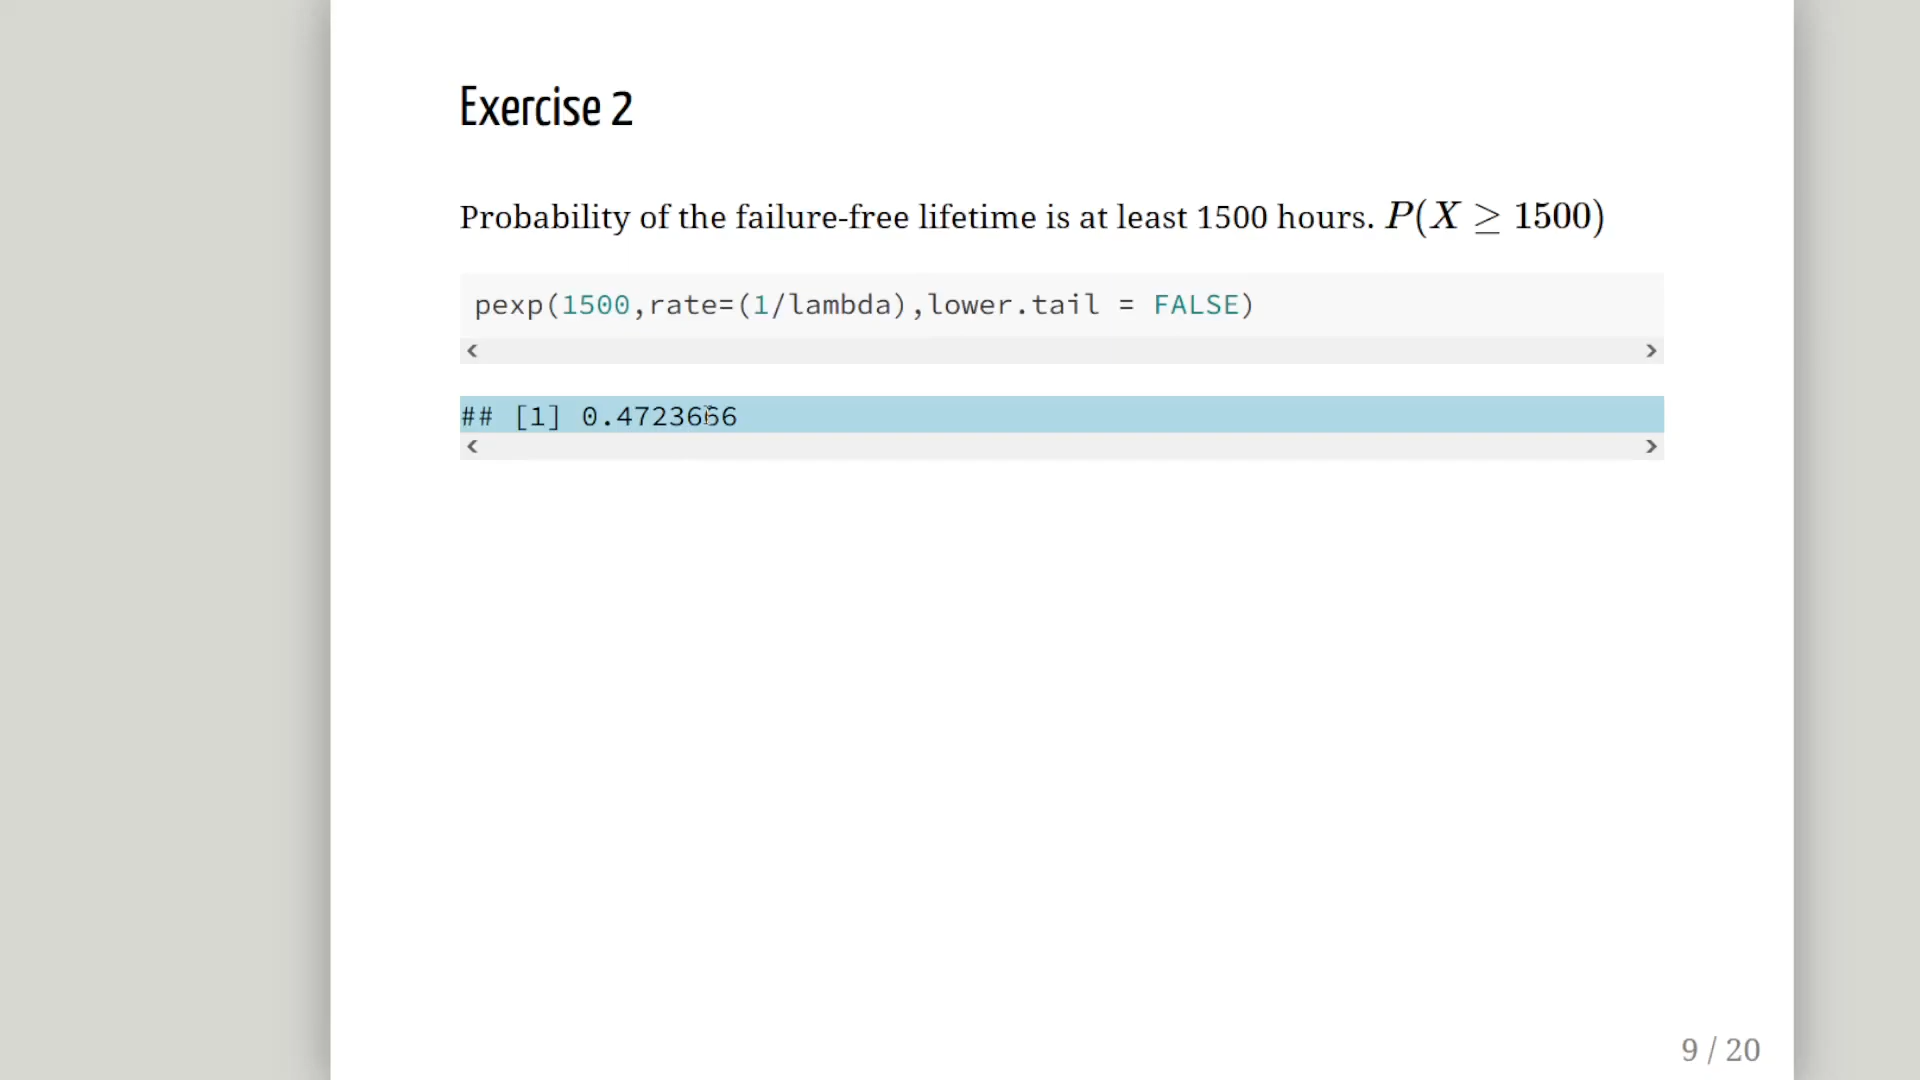 Exercise 2
Probability of the failure-free lifetime is at least 1500 hours. P(X ≥ 1500)
pexp(1500,rate=(1/lambda),lower.tail = FALSE)
## [1] 0.4723666
9 / 20